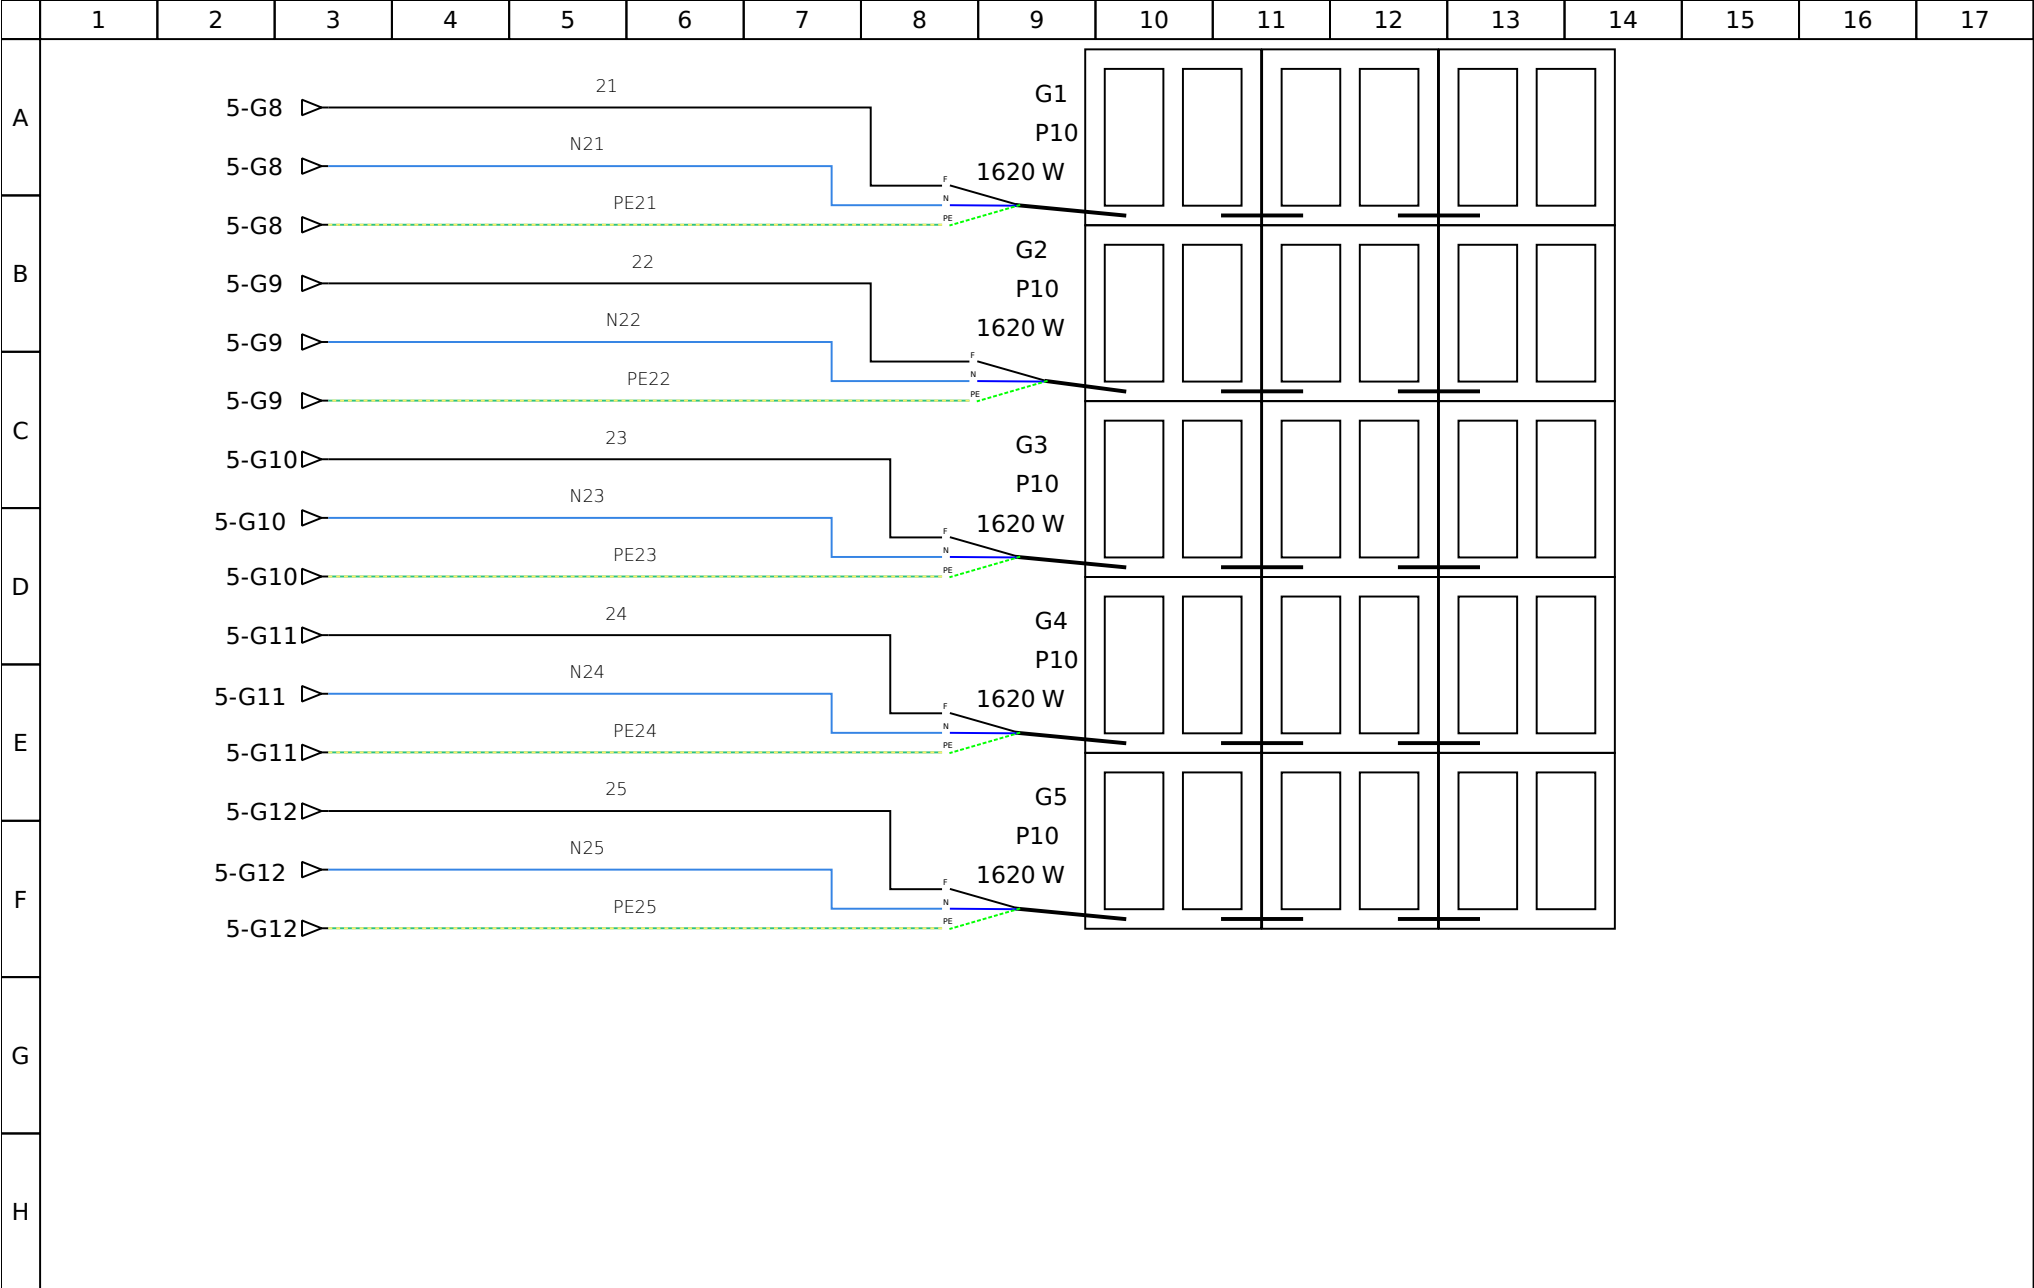 1 2 3 4 5 6 7 8 9 10 11 12 13 14 15 16 17
A
B
C
D
E
F
G
H
5-G8
21
5-G8
N21
5-G8
PE21
F
N
PE
G1
P10
1620 W
5-G9
22
5-G9
N22
5-G9
PE22
F
N
PE
G2
P10
1620 W
5-G10
23
5-G10
N23
5-G10
PE23
F
N
PE
G3
P10
1620 W
5-G11
24
5-G11
N24
5-G11
PE24
F
N
PE
G4
P10
1620 W
5-G12
25
5-G12
N25
5-G12
PE25
F
N
PE
G5
P10
1620 W